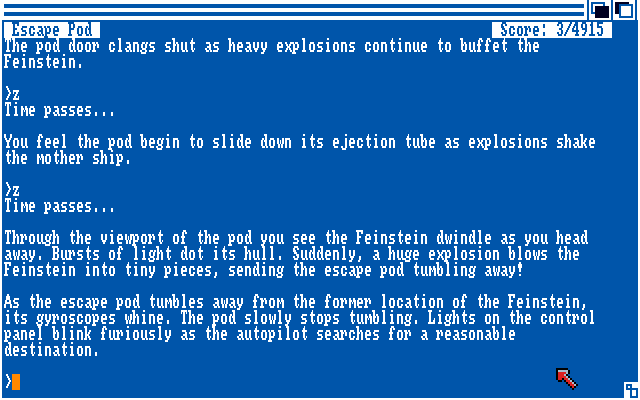 Escape Pod Score: 3/4915
The pod door clangs shut as heavy explosions continue to buffet the
Feinstein.
>z
Time passes...
You feel the pod begin to slide down its ejection tube as explosions shake
the mother ship.
>z
Time passes...
Through the viewport of the pod you see the Feinstein dwindle as you head
away. Bursts of light dot its hull. Suddenly, a huge explosion blows the
Feinstein into tiny pieces, sending the escape pod tumbling away!
As the escape pod tumbles away from the former location of the Feinstein,
its gyroscopes whine. The pod slowly stops tumbling. Lights on the control
panel blink furiously as the autopilot searches for a reasonable
destination.
>